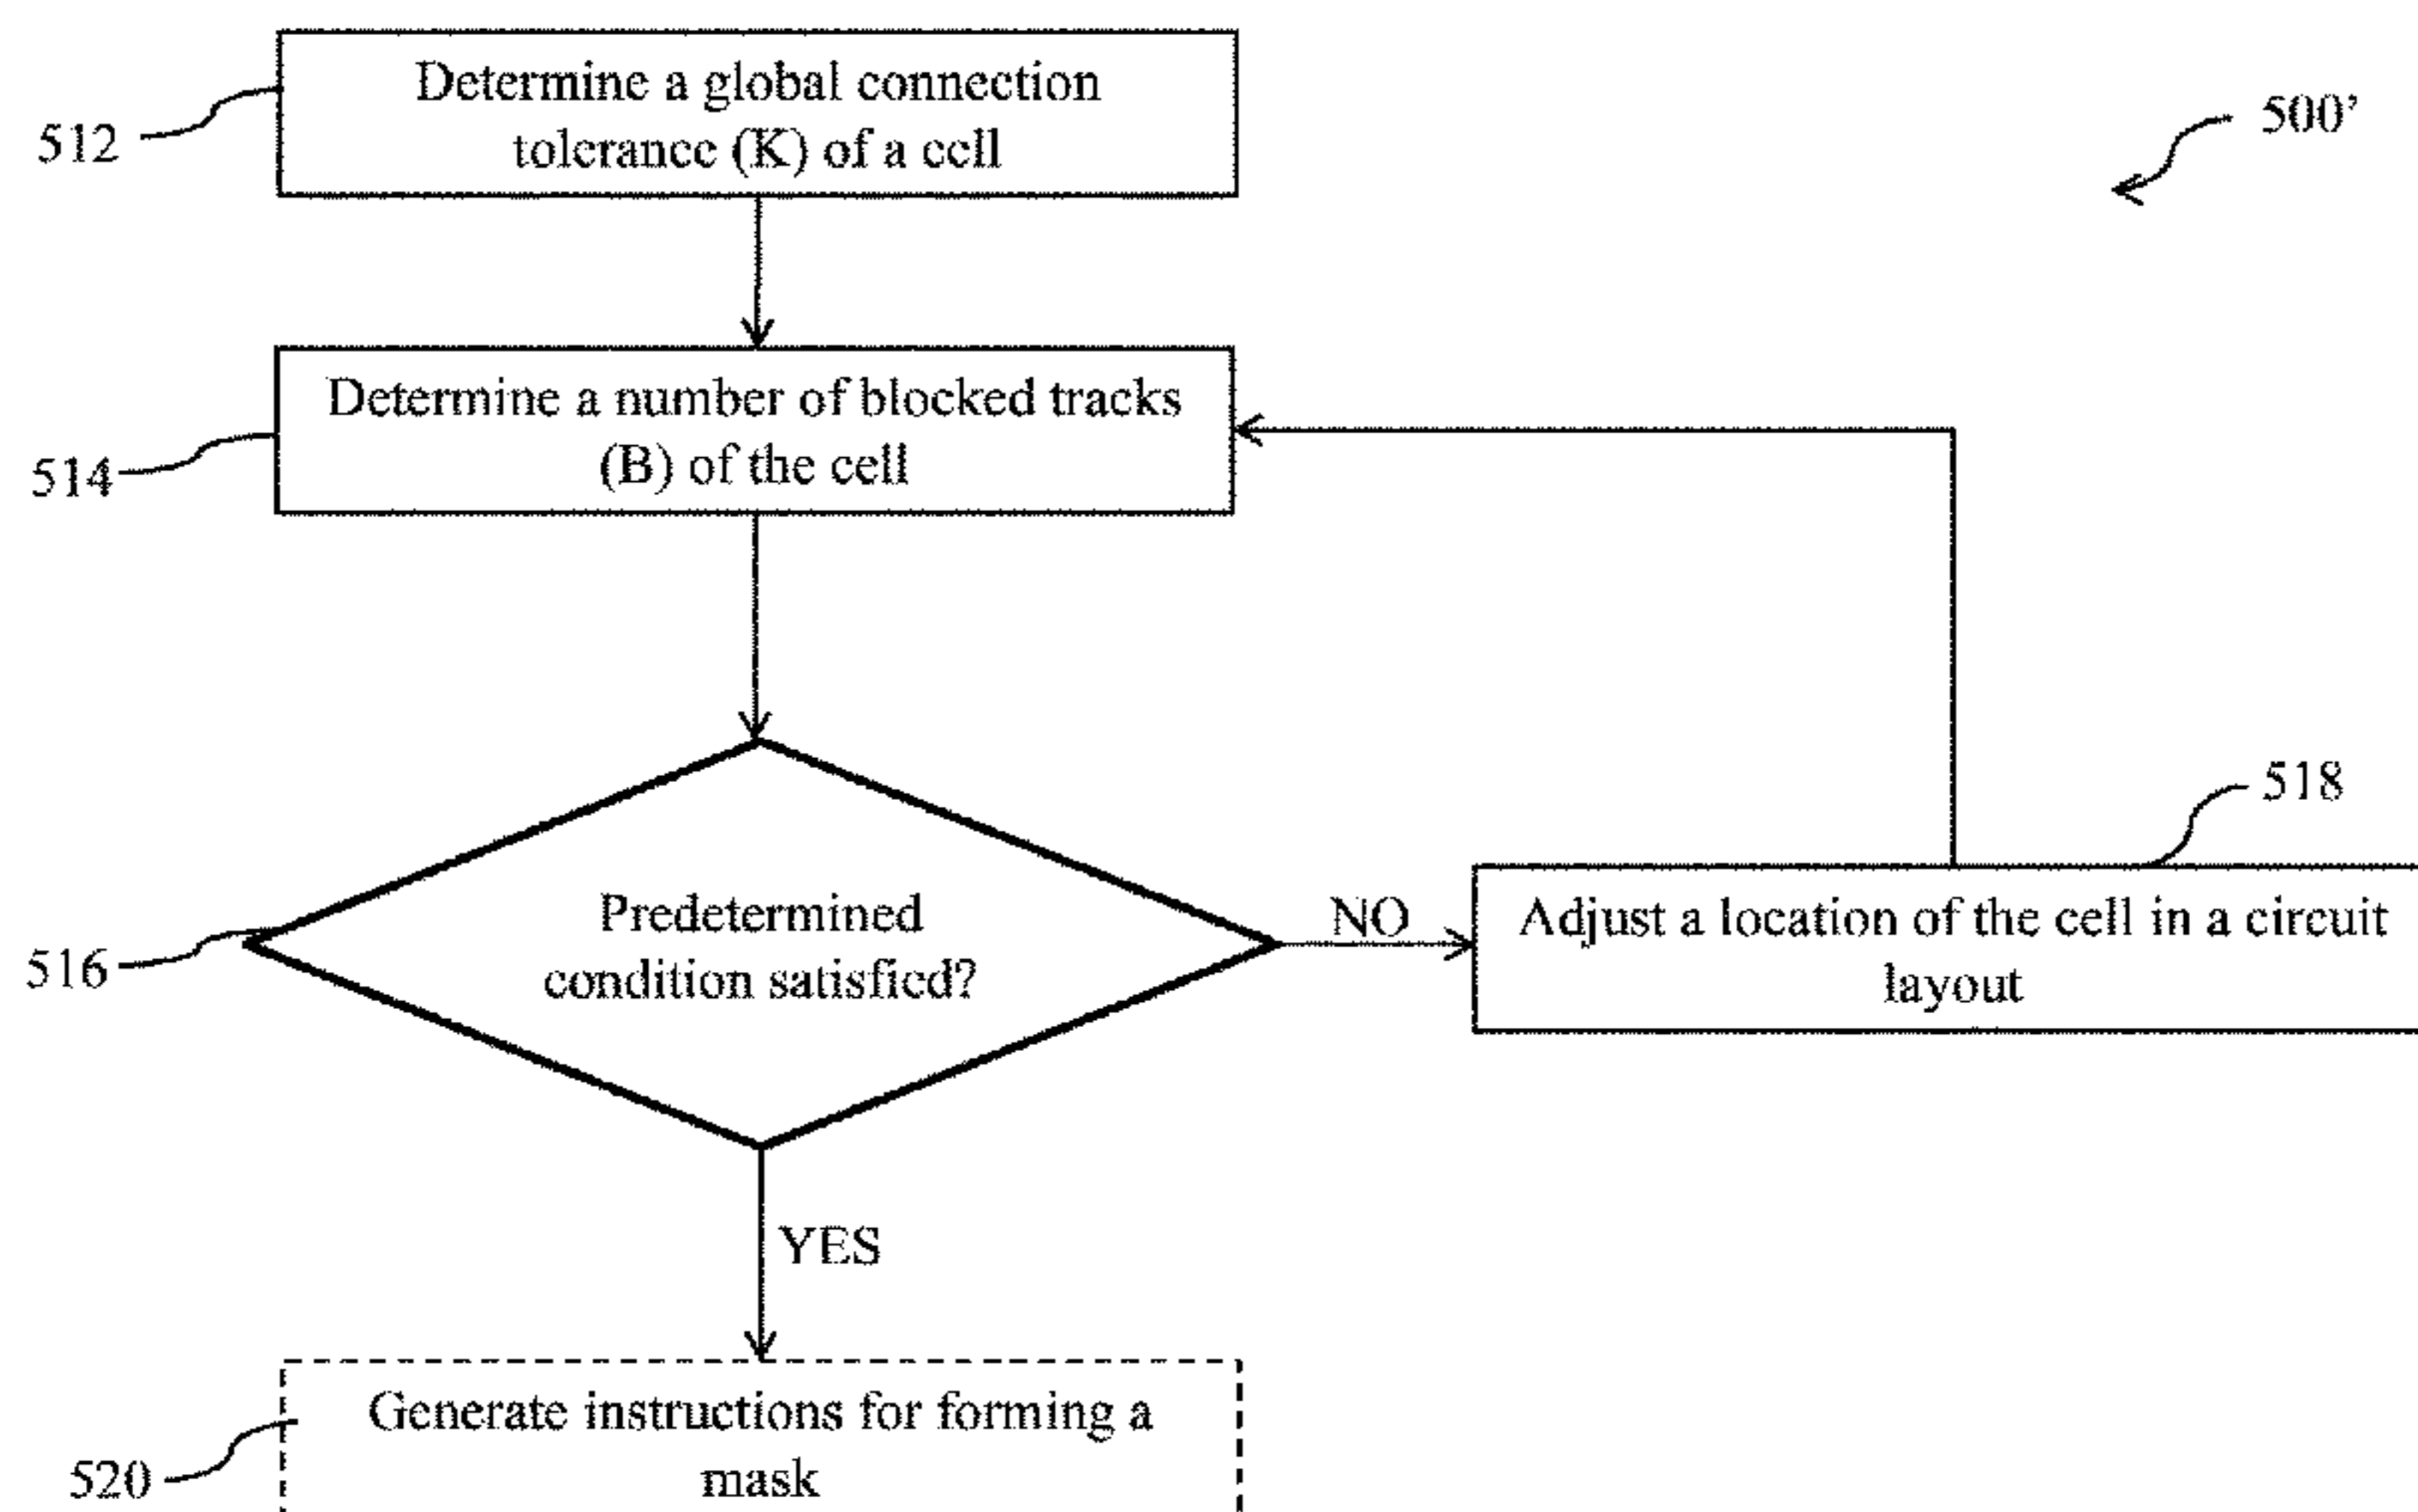 Determine a global connection
tolerance (K) of a cell
512
500’
Determine a number of blocked tracks
(B) of the cell
514
518
Predetermined
condition satisfied?
516
NO
Adjust a location of the cell in a circuit
layout
YES
Generate instructions for forming a
mask
520